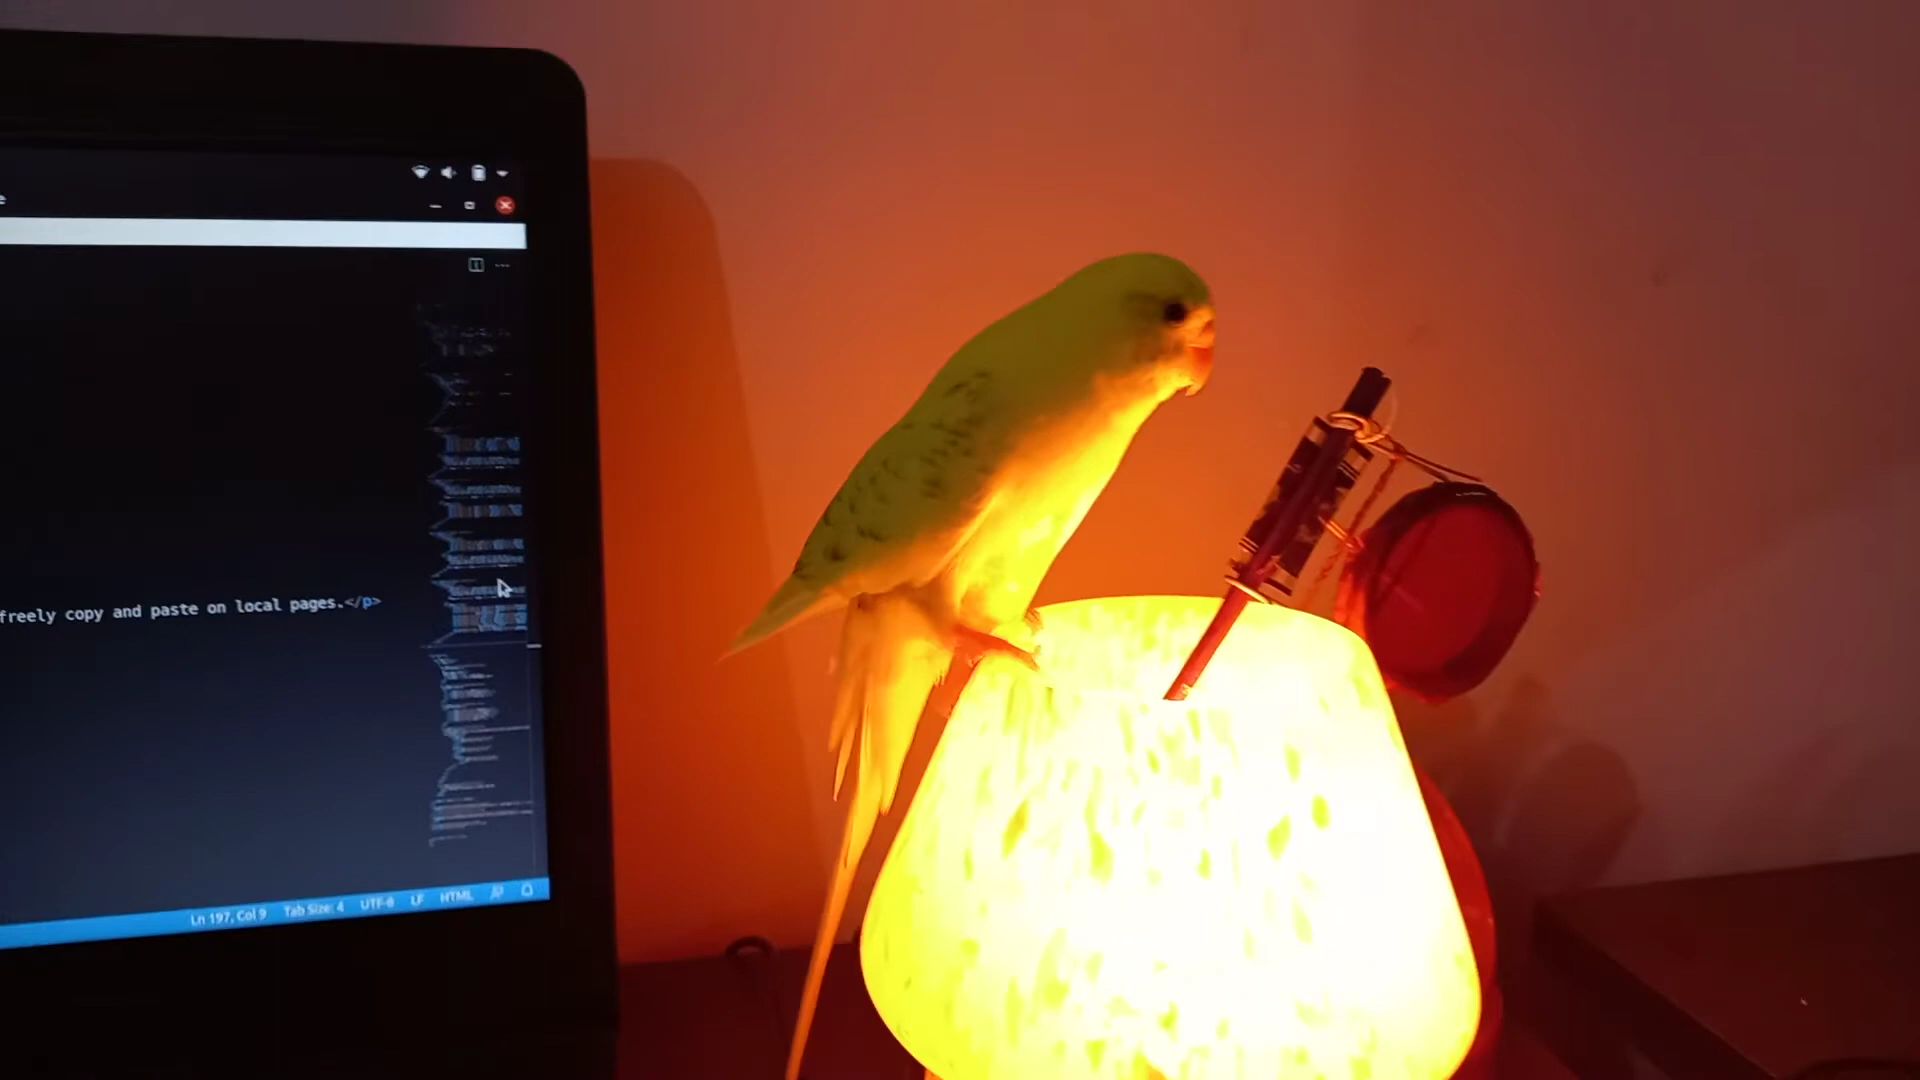 e
freely copy and paste on local pages.</p>
Ln 197, Col 9 Tab Size: 4 UTF-8 LF HTML